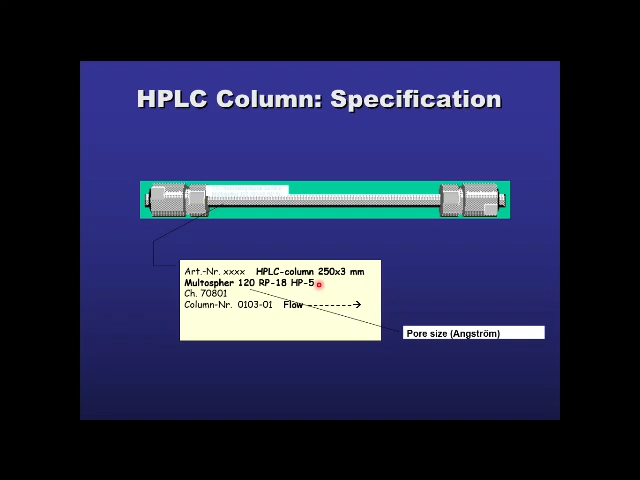 HPLC Column: Specification
Art.-Nr. xxxx HPLC-column 250x3 mm
Multospher 120 RP-18 HP-5
Ch. 70801
Column-Nr. 0103-01 Flow
Pore size (Angström)